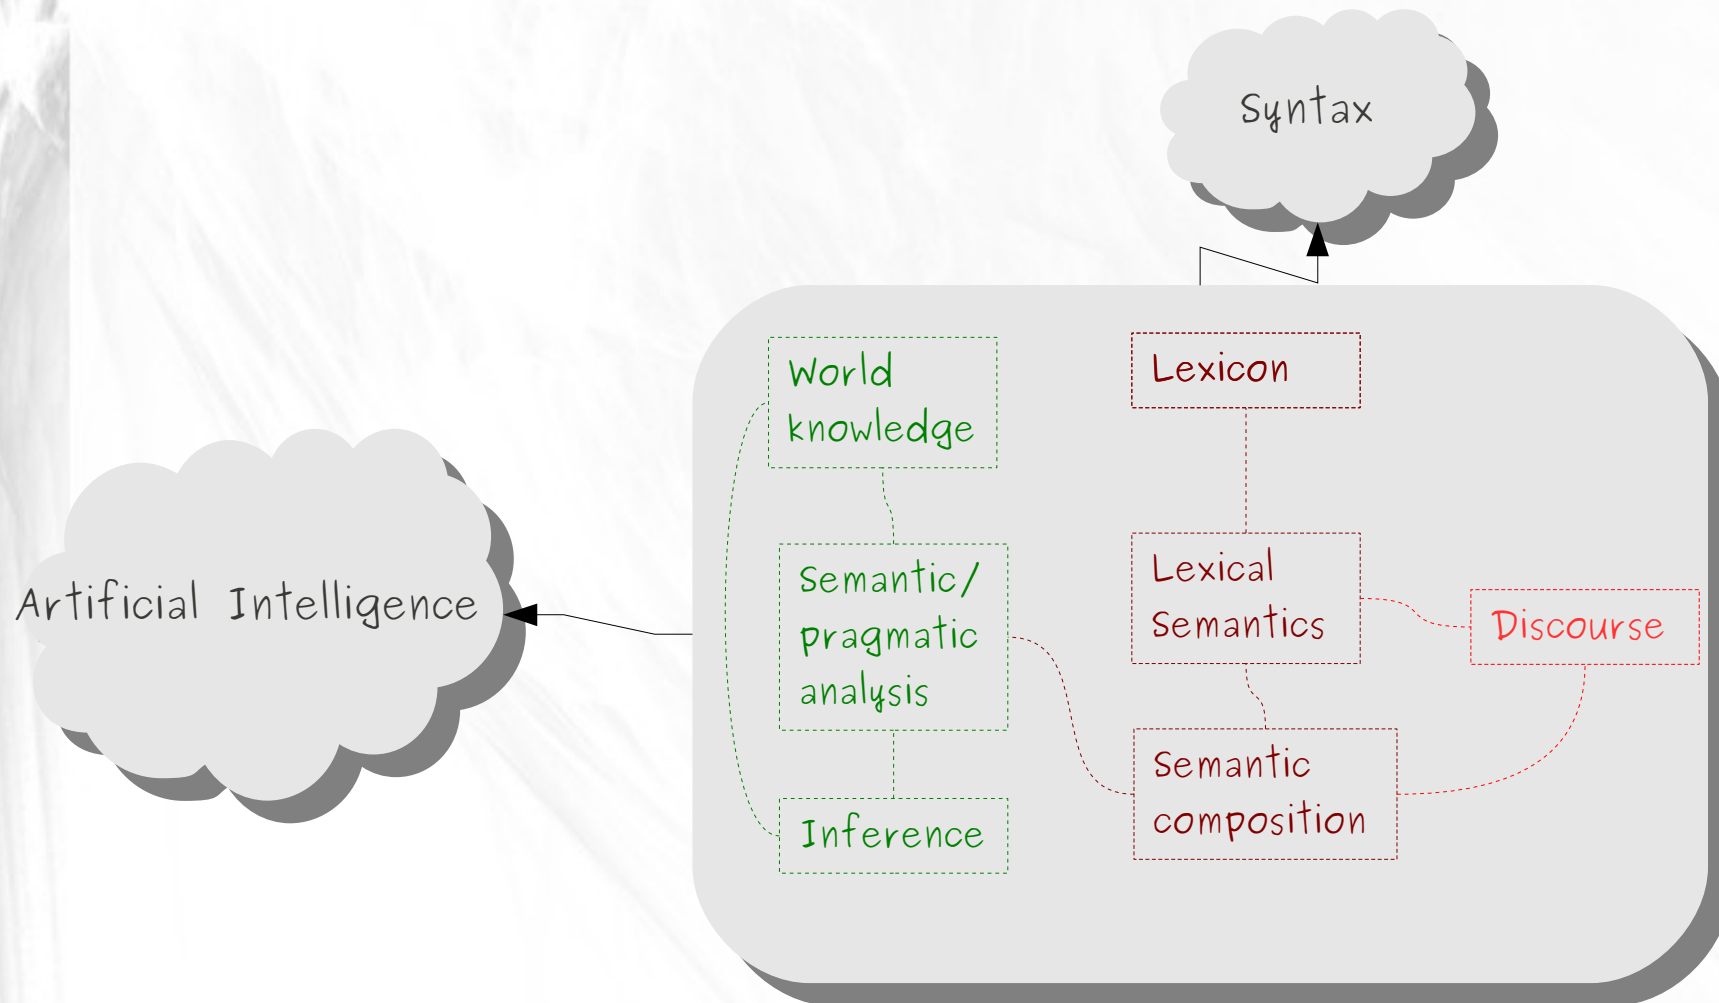 Syntax
World
knowledge
Lexicon
Artificial Intelligence
Semantic/
pragmatic
analysis
Lexical
Semantics
Discourse
Semantic
composition
Inference